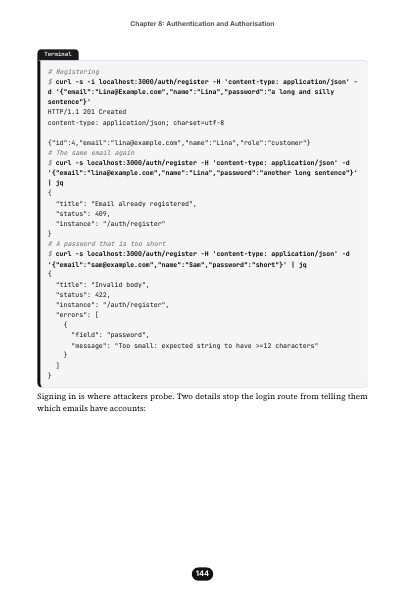 Chapter 8: Authentication and Authorisation
Terminal
# Registering
$ curl -s -i localhost:3000/auth/register -H 'content-type: application/json' -
d '{"email":"Lina@Example.com","name":"Lina","password":"a long and silly
sentence"}'
HTTP/1.1 201 Created
content-type: application/json; charset=utf-8
{"id":4,"email":"lina@example.com","name":"Lina","role":"customer"}
# The same email again
$ curl -s localhost:3000/auth/register -H 'content-type: application/json' -d
'{"email":"lina@example.com","name":"Lina","password":"another long sentence"}'
| jq
{
  "title": "Email already registered",
  "status": 409,
  "instance": "/auth/register"
}
# A password that is too short
$ curl -s localhost:3000/auth/register -H 'content-type: application/json' -d
'{"email":"sam@example.com","name":"Sam","password":"short"}' | jq
{
  "title": "Invalid body",
  "status": 422,
  "instance": "/auth/register",
  "errors": [
    {
      "field": "password",
      "message": "Too small: expected string to have >=12 characters"
    }
  ]
}
Signing in is where attackers probe. Two details stop the login route from telling them
which emails have accounts:
144